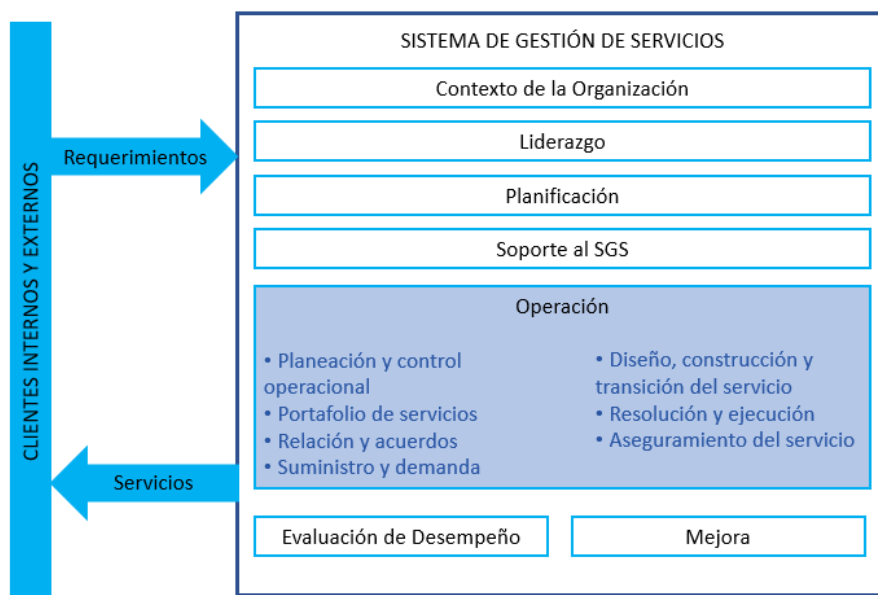 CLIENTES INTERNOS Y EXTERNOS
Requerimientos
Servicios
SISTEMA DE GESTIÓN DE SERVICIOS
Contexto de la Organización
Liderazgo
Planificación
Soporte al SGS
Operación
• Planeación y control
operacional
• Portafolio de servicios
• Relación y acuerdos
• Suministro y demanda
• Diseño, construcción y
transición del servicio
• Resolución y ejecución
• Aseguramiento del servicio
Evaluación de Desempeño
Mejora